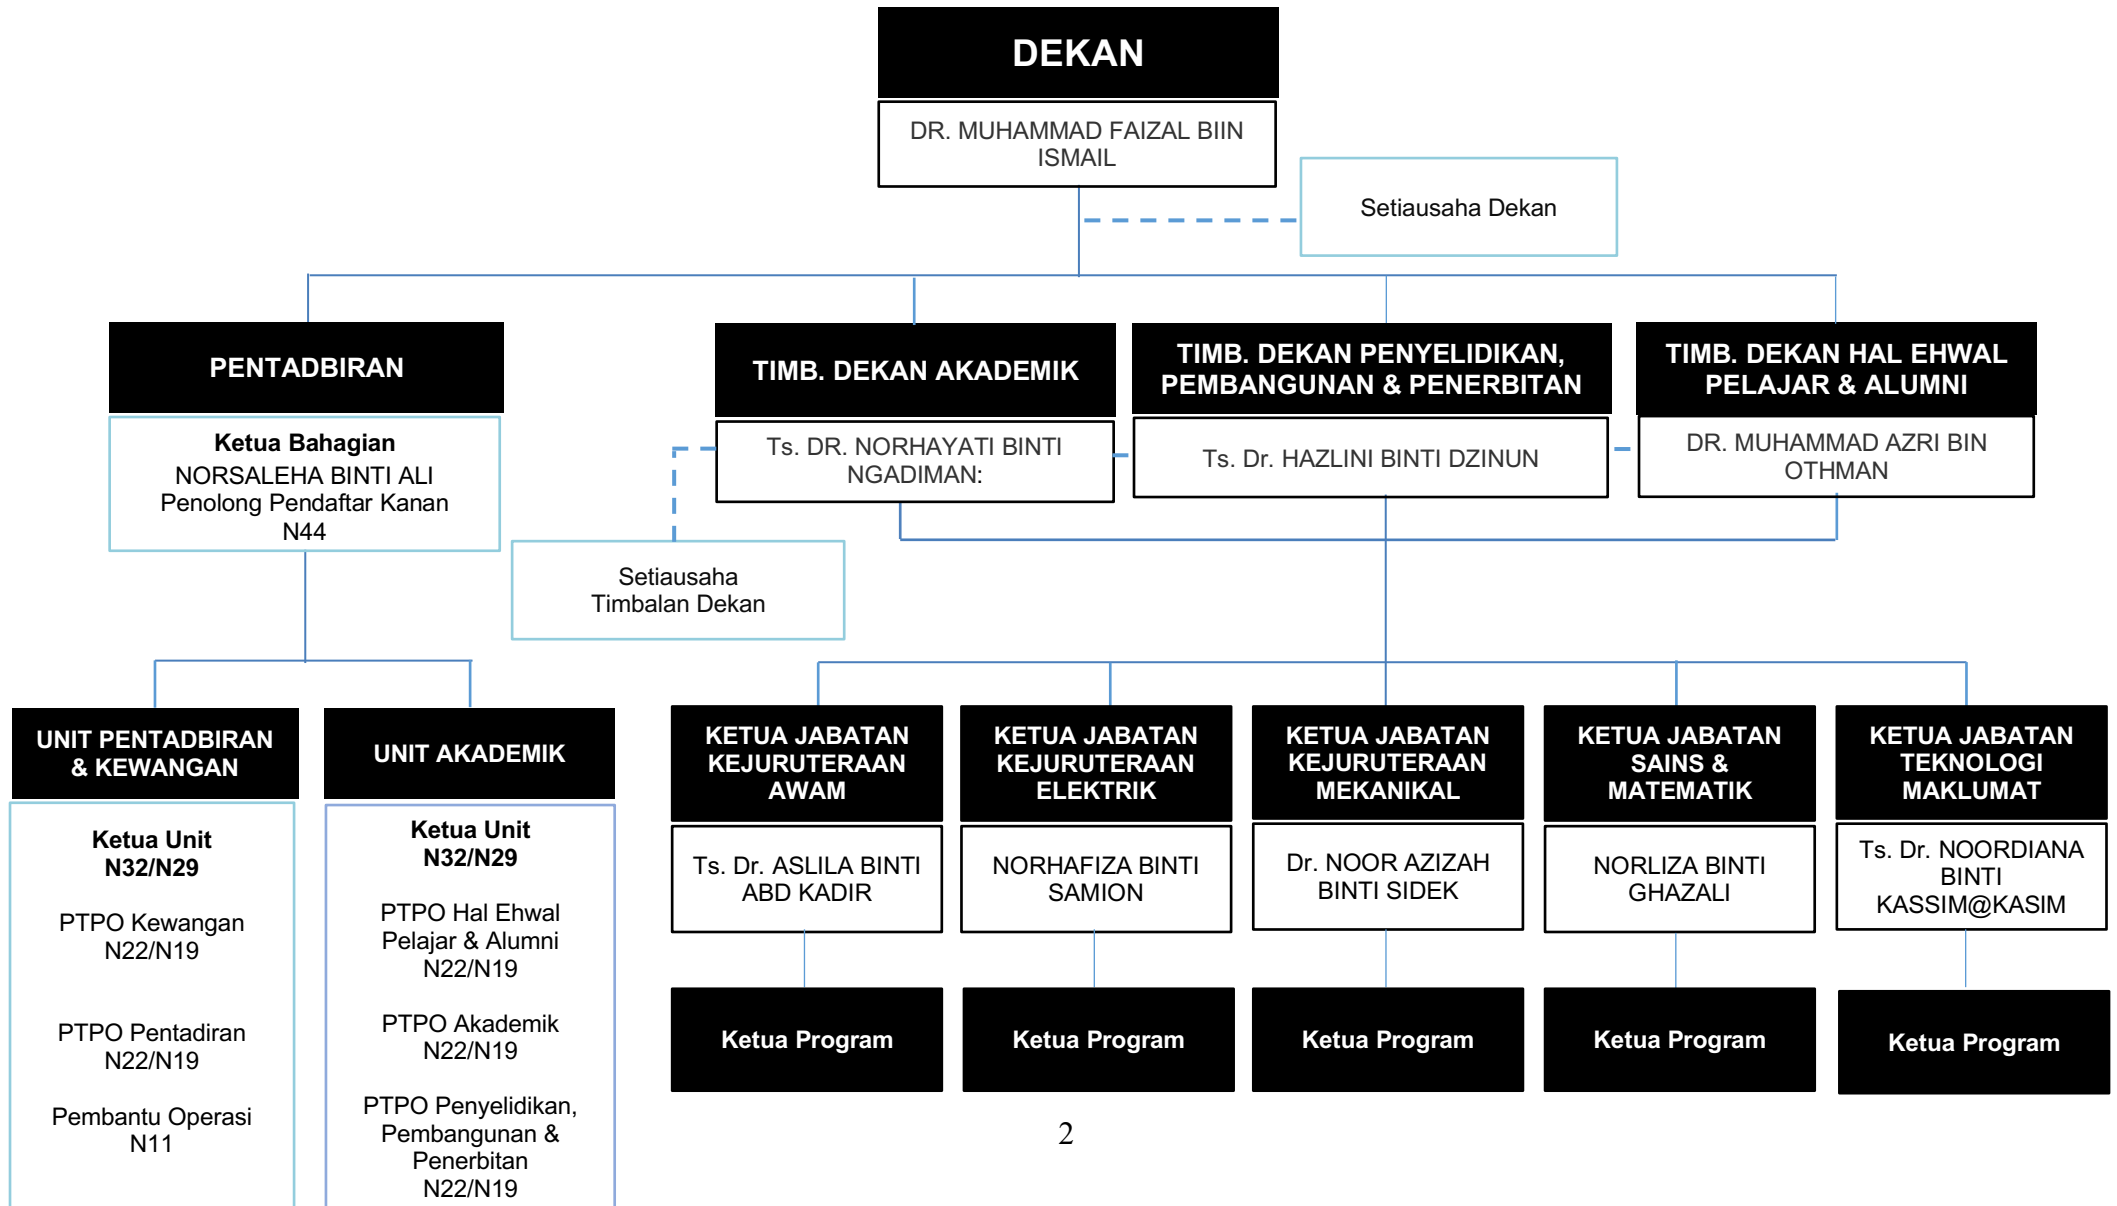 DEKAN
DR. MUHAMMAD FAIZAL BIIN
ISMAIL
Setiausaha Dekan
PENTADBIRAN
Ketua Bahagian
NORSALEHA BINTI ALI
Penolong Pendaftar Kanan
N44
TIMB. DEKAN AKADEMIK
Ts. DR. NORHAYATI BINTI
NGADIMAN:
TIMB. DEKAN PENYELIDIKAN,
PEMBANGUNAN & PENERBITAN
Ts. Dr. HAZLINI BINTI DZINUN
TIMB. DEKAN HAL EHWAL
PELAJAR & ALUMNI
DR. MUHAMMAD AZRI BIN
OTHMAN
Setiausaha
Timbalan Dekan
UNIT PENTADBIRAN
& KEWANGAN
Ketua Unit
N32/N29
PTPO Kewangan
N22/N19
PTPO Pentadiran
N22/N19
Pembantu Operasi
N11
UNIT AKADEMIK
Ketua Unit
N32/N29
PTPO Hal Ehwal
Pelajar & Alumni
N22/N19
PTPO Akademik
N22/N19
PTPO Penyelidikan,
Pembangunan &
Penerbitan
N22/N19
KETUA JABATAN
KEJURUTERAAN
AWAM
Ts. Dr. ASLILA BINTI
ABD KADIR
Ketua Program
KETUA JABATAN
KEJURUTERAAN
ELEKTRIK
NORHAFIZA BINTI
SAMION
Ketua Program
KETUA JABATAN
KEJURUTERAAN
MEKANIKAL
Dr. NOOR AZIZAH
BINTI SIDEK
Ketua Program
KETUA JABATAN
SAINS &
MATEMATIK
NORLIZA BINTI
GHAZALI
Ketua Program
KETUA JABATAN
TEKNOLOGI
MAKLUMAT
Ts. Dr. NOORDIANA
BINTI
KASSIM@KASIM
Ketua Program
2